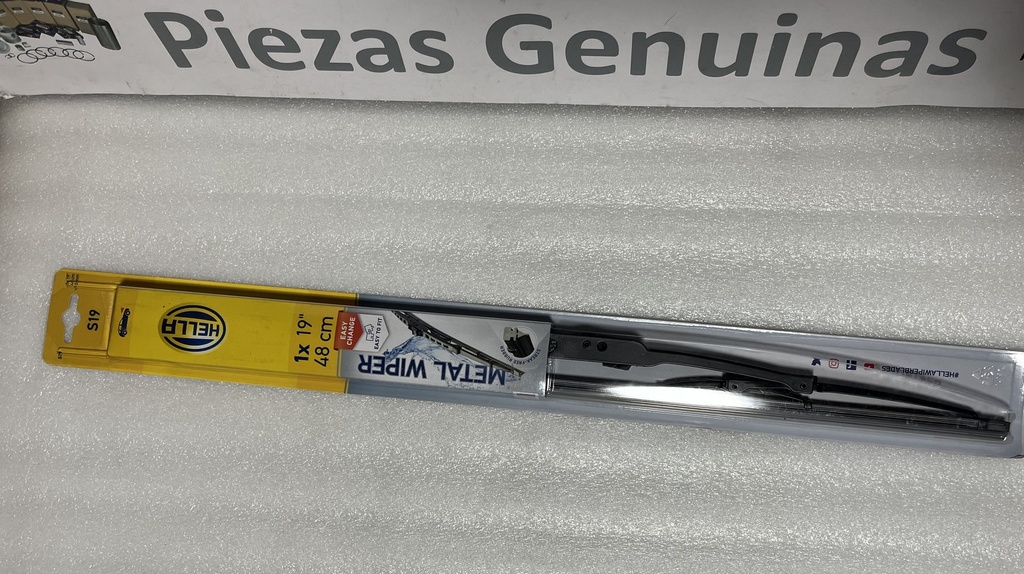 Piezas Genuinas
S19
HELLA
1x 19"
48 cm
EASY
CHANGE
EASY TO FIT
METAL WIPER
#HELLAWIPERBLADES